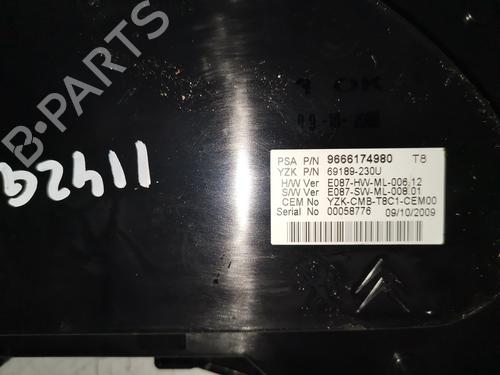 B-PARTS
OK
PSA P/N 9666174980 T8
YZK P/N 69189-230U
H/W Ver E087-HW-ML-006.12
S/W Ver E087-SW-ML-008.01
CEM No YZK-CMB-T8C1-CEM00
Serial No 00058776 09/10/2009